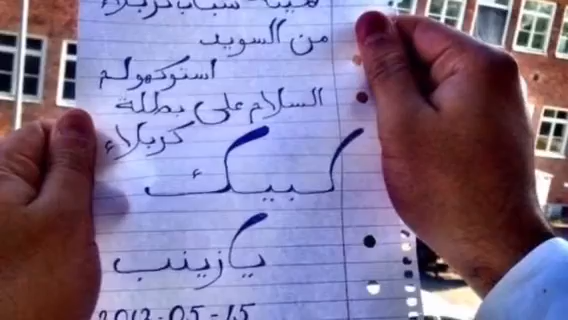 هيئة شباب كربلاء
من السويد
استوكهولم
السلام على بطلة
كربلاء
لبيك
يا زينب
2013-05-15